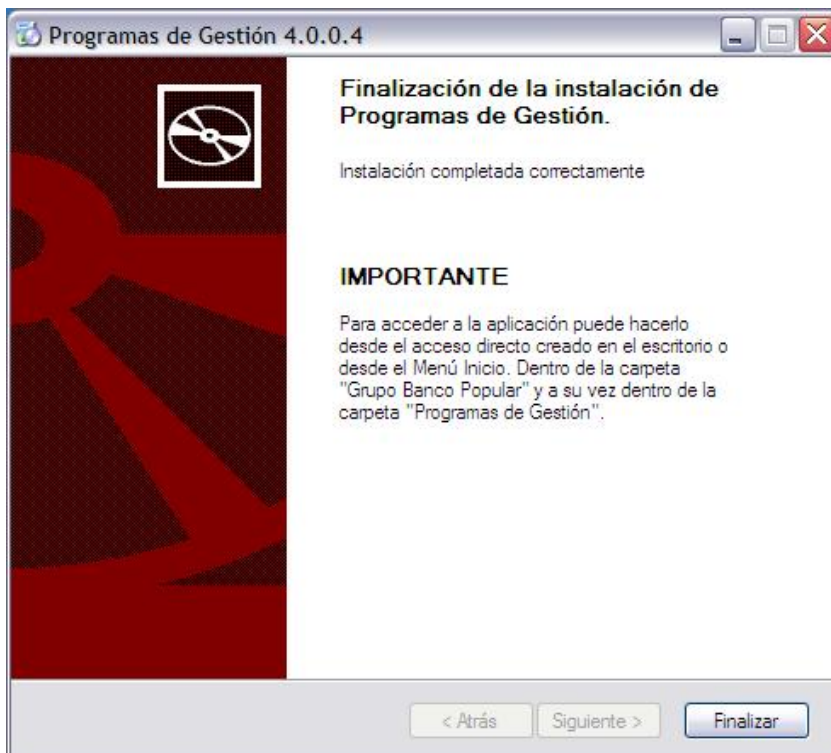 Programas de Gestión 4.0.0.4
Finalización de la instalación de
Programas de Gestión.
Instalación completada correctamente
IMPORTANTE
Para acceder a la aplicación puede hacerlo
desde el acceso directo creado en el escritorio o
desde el Menú Inicio. Dentro de la carpeta
"Grupo Banco Popular" y a su vez dentro de la
carpeta "Programas de Gestión".
< Atrás Siguiente > Finalizar